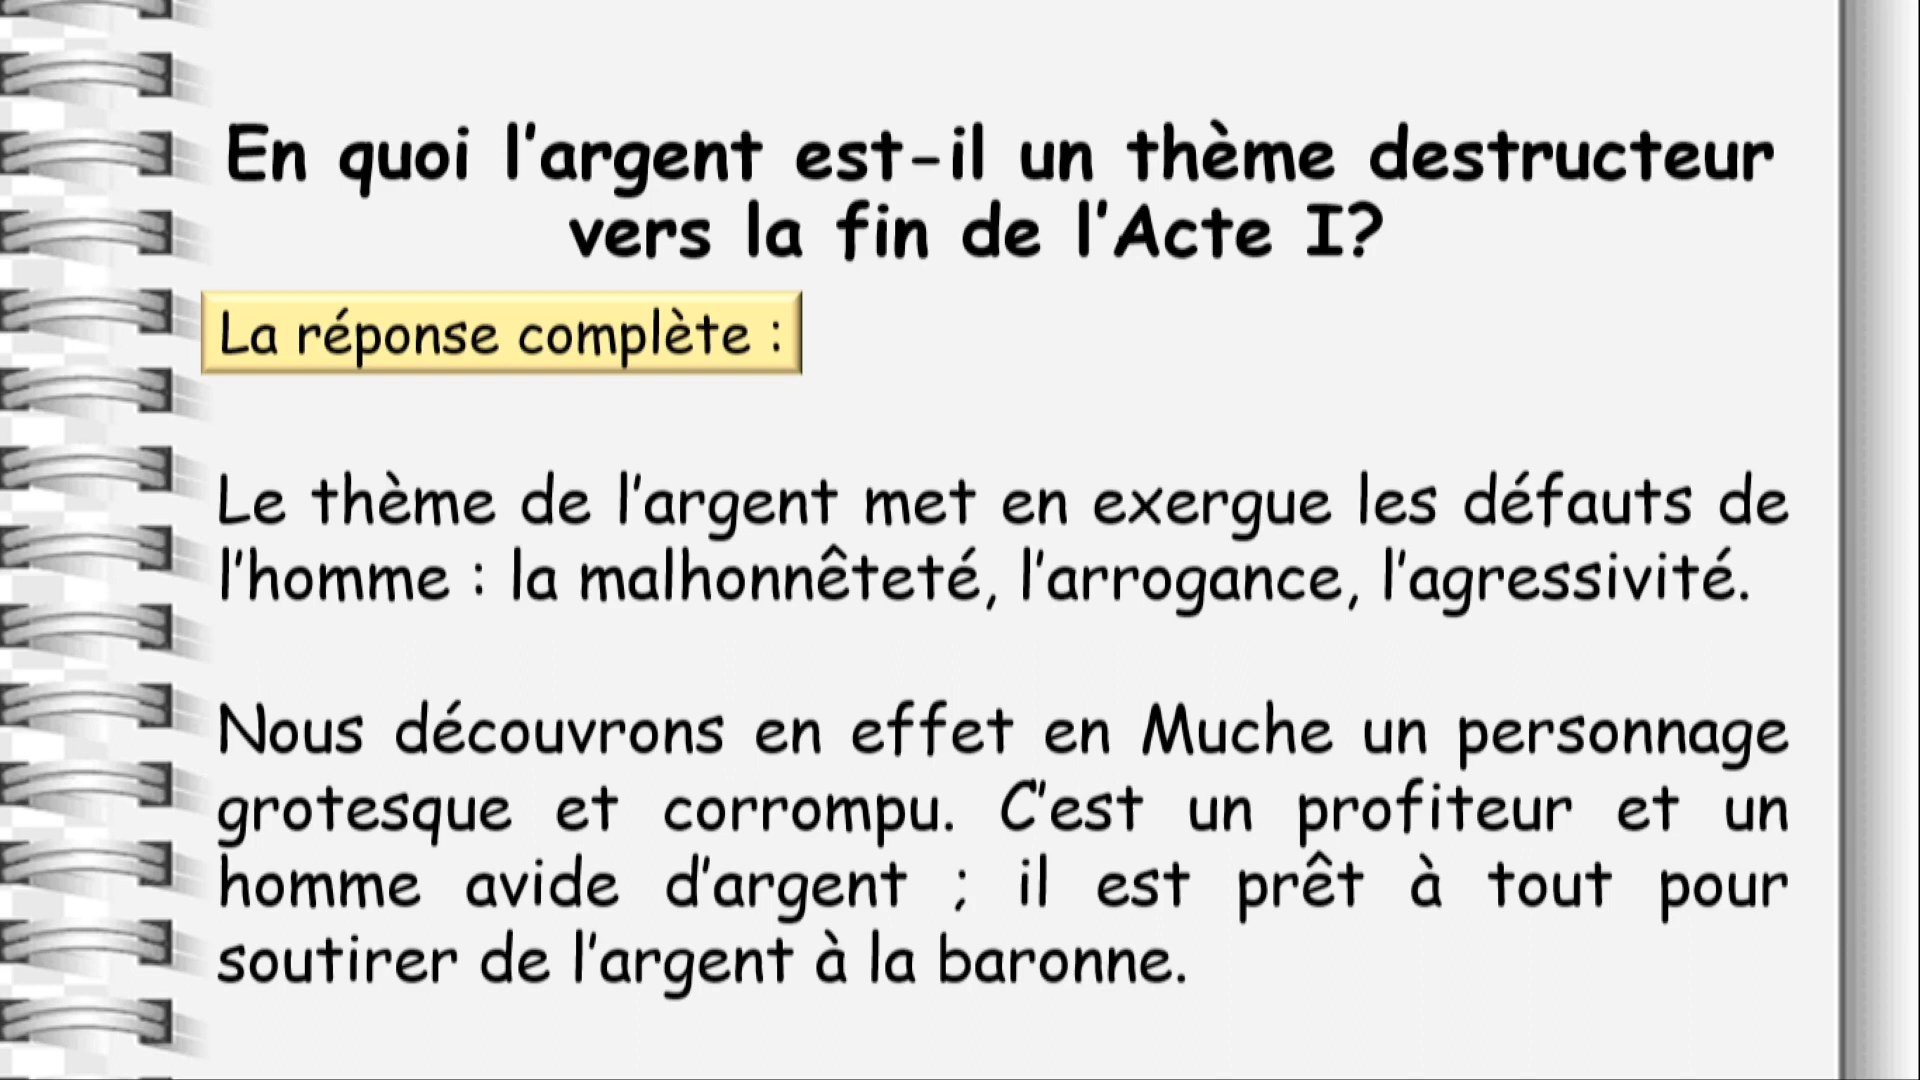 En quoi l'argent est-il un thème destructeur
vers la fin de l'Acte I?
La réponse complète :
Le thème de l'argent met en exergue les défauts de
l'homme : la malhonnêteté, l'arrogance, l'agressivité.
Nous découvrons en effet en Muche un personnage
grotesque et corrompu. C'est un profiteur et un
homme avide d'argent ; il est prêt à tout pour
soutirer de l'argent à la baronne.